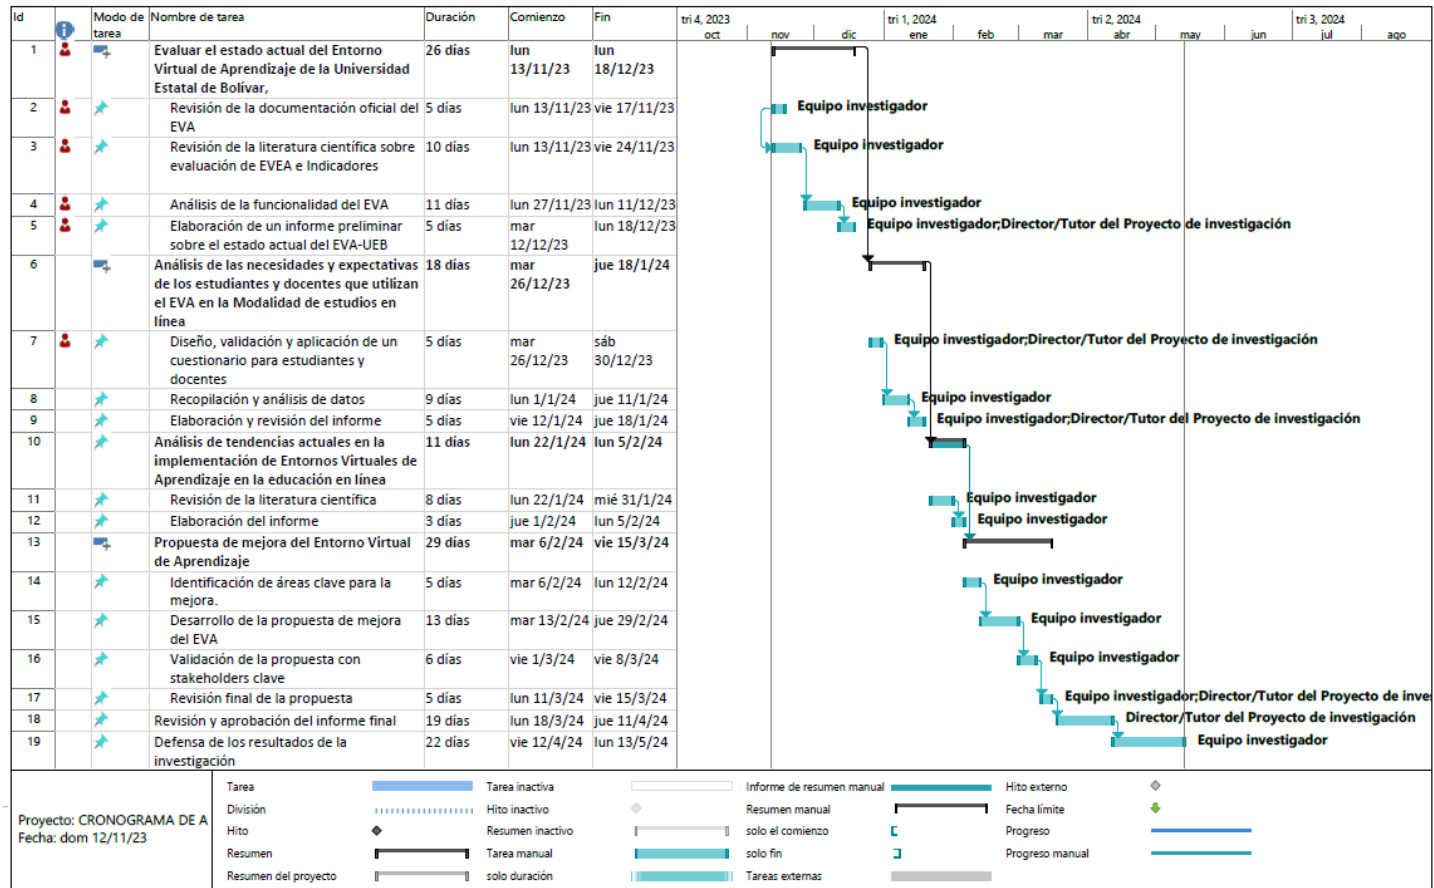 Id Modo de tarea Nombre de tarea Duración Comienzo Fin
tri 4, 2023 tri 1, 2024 tri 2, 2024 tri 3, 2024
oct nov dic ene feb mar abr may jun jul ago
1 Evaluar el estado actual del Entorno 26 días lun lun
Virtual de Aprendizaje de la Universidad 13/11/23 18/12/23
Estatal de Bolívar,
2 Revisión de la documentación oficial del 5 días lun 13/11/23 vie 17/11/23 Equipo investigador
EVA
3 Revisión de la literatura científica sobre 10 días lun 13/11/23 vie 24/11/23 Equipo investigador
evaluación de EVEA e Indicadores
4 Análisis de la funcionalidad del EVA 11 días lun 27/11/23 lun 11/12/23 Equipo investigador
5 Elaboración de un informe preliminar 5 días mar lun 18/12/23 Equipo investigador;Director/Tutor del Proyecto de investigación
sobre el estado actual del EVA-UEB 12/12/23
6 Análisis de las necesidades y expectativas 18 días mar jue 18/1/24
de los estudiantes y docentes que utilizan 26/12/23
el EVA en la Modalidad de estudios en
línea
7 Diseño, validación y aplicación de un 5 días mar sáb Equipo investigador;Director/Tutor del Proyecto de investigación
cuestionario para estudiantes y 26/12/23 30/12/23
docentes
8 Recopilación y análisis de datos 9 días lun 1/1/24 jue 11/1/24 Equipo investigador
9 Elaboración y revisión del informe 5 días vie 12/1/24 jue 18/1/24 Equipo investigador;Director/Tutor del Proyecto de investigación
10 Análisis de tendencias actuales en la 11 días lun 22/1/24 lun 5/2/24
implementación de Entornos Virtuales de
Aprendizaje en la educación en línea
11 Revisión de la literatura científica 8 días lun 22/1/24 mié 31/1/24 Equipo investigador
12 Elaboración del informe 3 días jue 1/2/24 lun 5/2/24 Equipo investigador
13 Propuesta de mejora del Entorno Virtual 29 días mar 6/2/24 vie 15/3/24
de Aprendizaje
14 Identificación de áreas clave para la 5 días mar 6/2/24 lun 12/2/24 Equipo investigador
mejora.
15 Desarrollo de la propuesta de mejora 13 días mar 13/2/24 jue 29/2/24 Equipo investigador
del EVA
16 Validación de la propuesta con 6 días vie 1/3/24 vie 8/3/24 Equipo investigador
stakeholders clave
17 Revisión final de la propuesta 5 días lun 11/3/24 vie 15/3/24 Equipo investigador;Director/Tutor del Proyecto de inves
18 Revisión y aprobación del informe final 19 días lun 18/3/24 jue 11/4/24 Director/Tutor del Proyecto de investigación
19 Defensa de los resultados de la 22 días vie 12/4/24 lun 13/5/24 Equipo investigador
investigación
Proyecto: CRONOGRAMA DE A
Fecha: dom 12/11/23
Tarea Tarea inactiva Informe de resumen manual Hito externo
División Hito inactivo Resumen manual Fecha límite
Hito Resumen inactivo solo el comienzo Progreso
Resumen Tarea manual solo fin Progreso manual
Resumen del proyecto solo duración Tareas externas